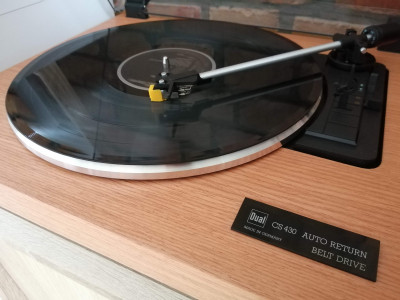 Dual CS 430 AUTO RETURN
MADE IN GERMANY
BELT DRIVE